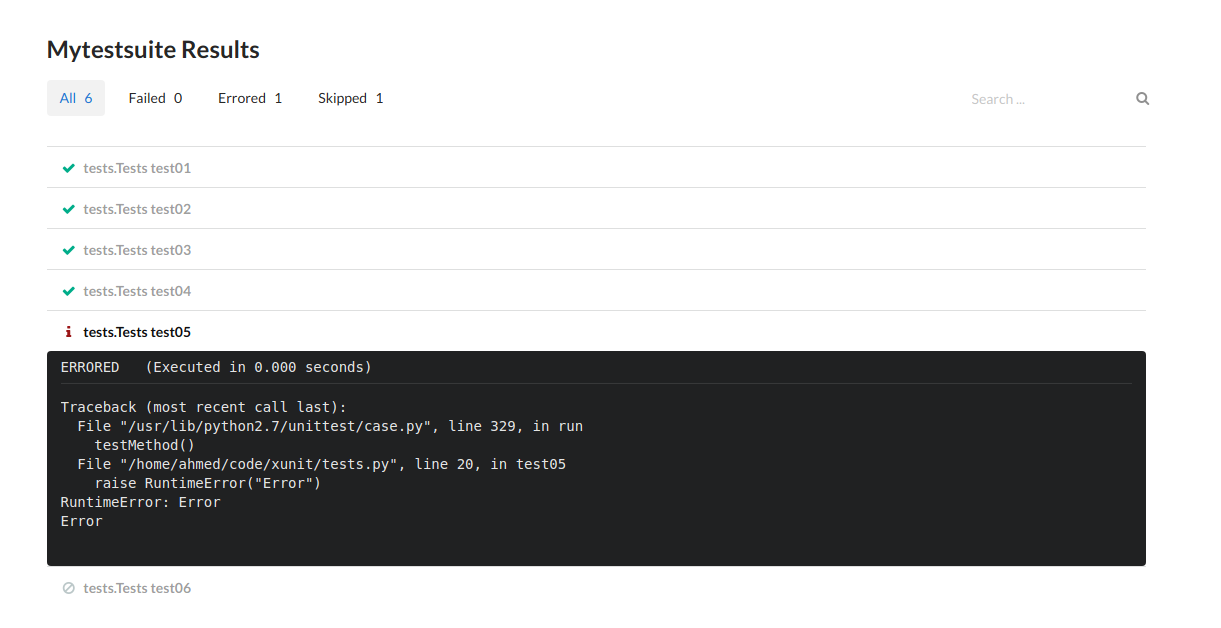 Mytestsuite Results
All 6 Failed 0 Errored 1 Skipped 1 Search ...
tests.Tests test01
tests.Tests test02
tests.Tests test03
tests.Tests test04
tests.Tests test05
ERRORED   (Executed in 0.000 seconds)
Traceback (most recent call last):
  File "/usr/lib/python2.7/unittest/case.py", line 329, in run
    testMethod()
  File "/home/ahmed/code/xunit/tests.py", line 20, in test05
    raise RuntimeError("Error")
RuntimeError: Error
Error
tests.Tests test06